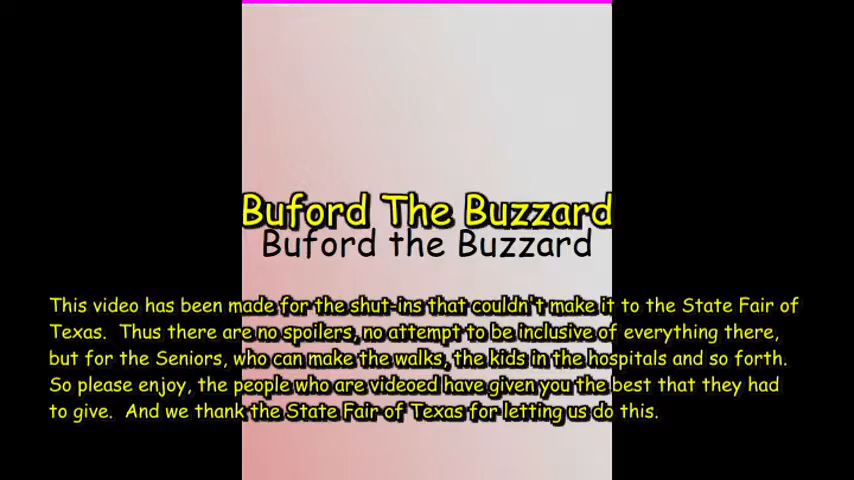 Buford The Buzzard
Buford the Buzzard
This video has been made for the shut-ins that couldn't make it to the State Fair of
Texas.  Thus there are no spoilers, no attempt to be inclusive of everything there,
but for the Seniors, who can make the walks, the kids in the hospitals and so forth.
So please enjoy, the people who are videoed have given you the best that they had
to give.  And we thank the State Fair of Texas for letting us do this.